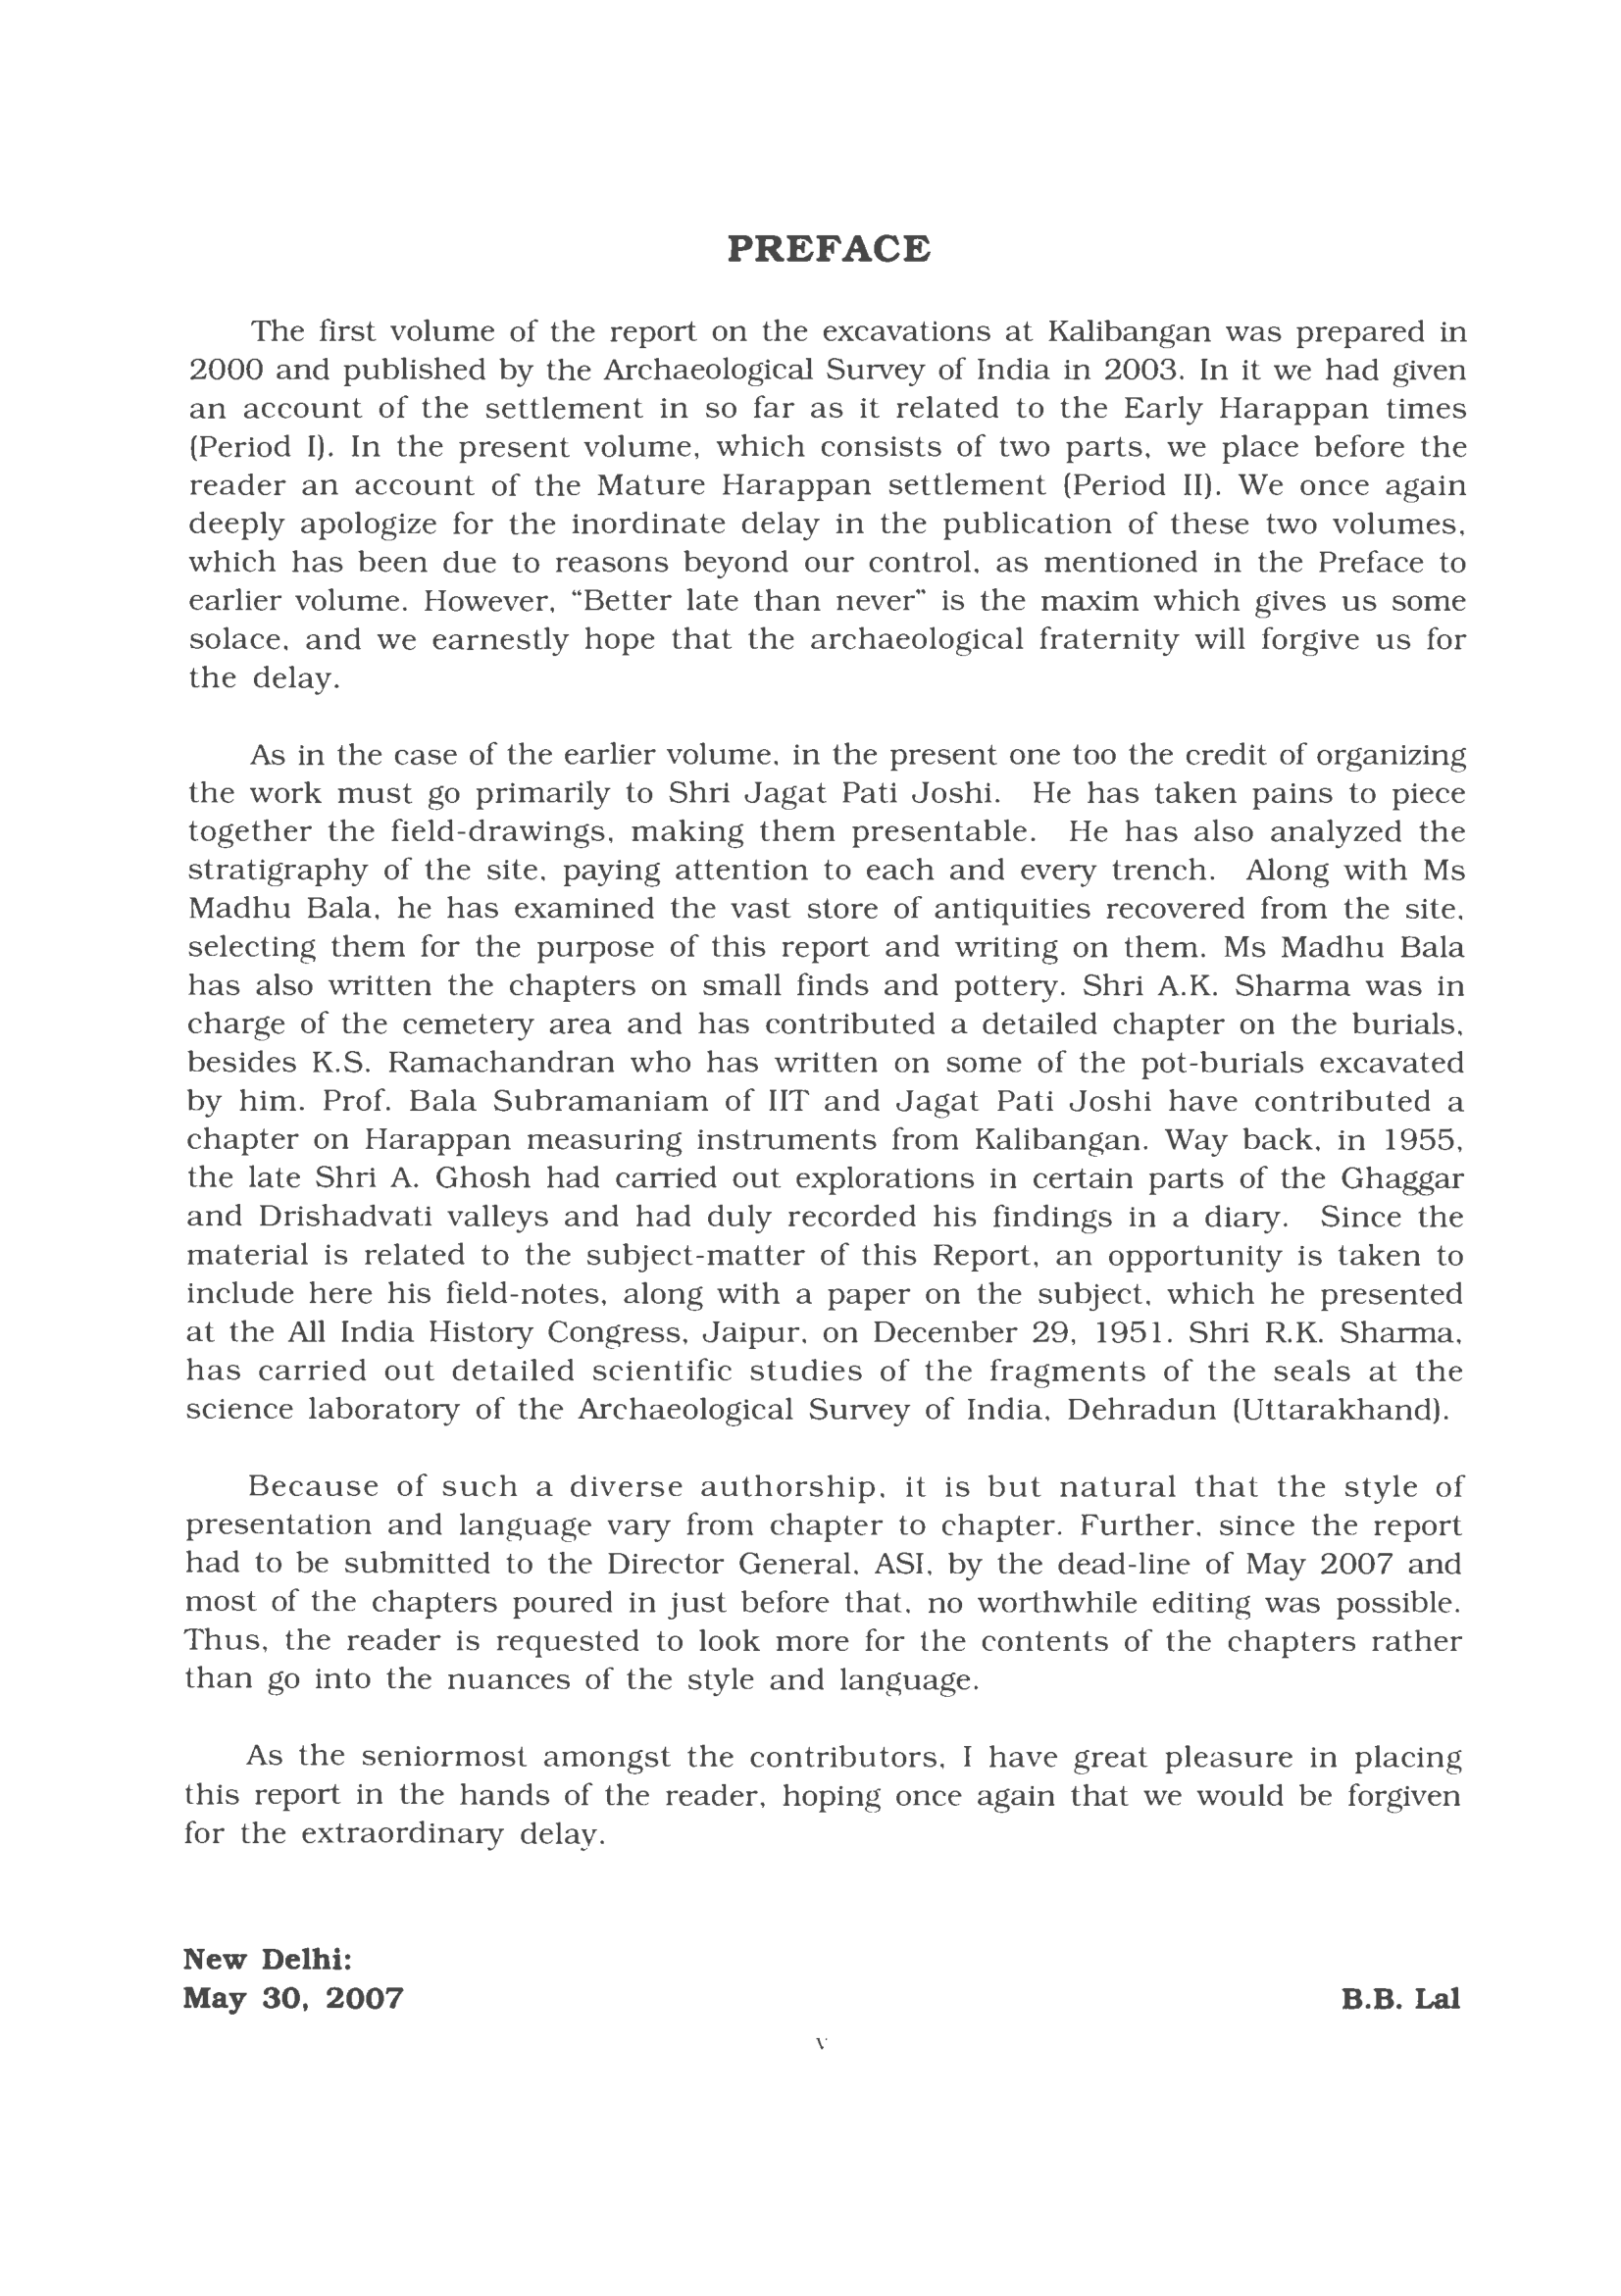 PREFACE
The first volume of the report on the excavations at Kalibangan was prepared in
2000 and published by the Archaeological Survey of India in 2003. In it we had given
an account of the settlement in so far as it related to the Early Harappan times
(Period I). In the present volume, which consists of two parts, we place before the
reader an account of the Mature Harappan settlement (Period II). We once again
deeply apologize for the inordinate delay in the publication of these two volumes,
which has been due to reasons beyond our control, as mentioned in the Preface to
earlier volume. However, “Better late than never” is the maxim which gives us some
solace, and we earnestly hope that the archaeological fraternity will forgive us for
the delay.
As in the case of the earlier volume, in the present one too the credit of organizing
the work must go primarily to Shri Jagat Pati Joshi. He has taken pains to piece
together the field-drawings, making them presentable. He has also analyzed the
stratigraphy of the site, paying attention to each and every trench. Along with Ms
Madhu Bala, he has examined the vast store of antiquities recovered from the site,
selecting them for the purpose of this report and writing on them. Ms Madhu Bala
has also written the chapters on small finds and pottery. Shri A.K. Sharma was in
charge of the cemetery area and has contributed a detailed chapter on the burials,
besides K.S. Ramachandran who has written on some of the pot-burials excavated
by him. Prof. Bala Subramaniam of IIT and Jagat Pati Joshi have contributed a
chapter on Harappan measuring instruments from Kalibangan. Way back, in 1955,
the late Shri A. Ghosh had carried out explorations in certain parts of the Ghaggar
and Drishadvati valleys and had duly recorded his findings in a diary. Since the
material is related to the subject-matter of this Report, an opportunity is taken to
include here his field-notes, along with a paper on the subject, which he presented
at the All India History Congress, Jaipur, on December 29, 1951. Shri R.K. Sharma,
has carried out detailed scientific studies of the fragments of the seals at the
science laboratory of the Archaeological Survey of India, Dehradun (Uttarakhand).
Because of such a diverse authorship, it is but natural that the style of
presentation and language vary from chapter to chapter. Further, since the report
had to be submitted to the Director General, ASI, by the dead-line of May 2007 and
most of the chapters poured in just before that, no worthwhile editing was possible.
Thus, the reader is requested to look more for the contents of the chapters rather
than go into the nuances of the style and language.
As the seniormost amongst the contributors, I have great pleasure in placing
this report in the hands of the reader, hoping once again that we would be forgiven
for the extraordinary delay.
New Delhi:
May 30, 2007 B.B. Lal
v